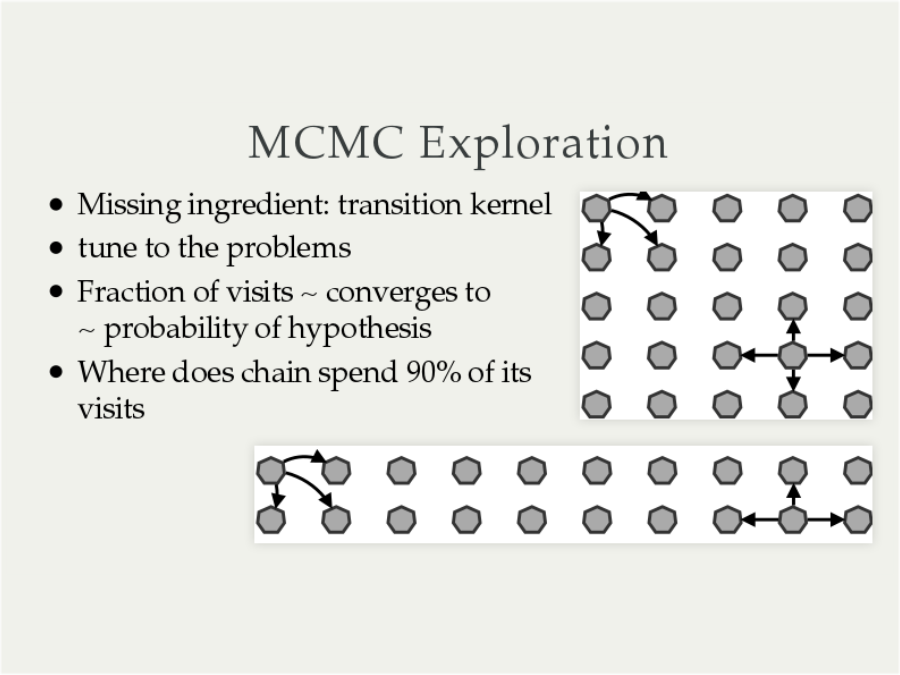 MCMC Exploration
• Missing ingredient: transition kernel
• tune to the problems
• Fraction of visits ~ converges to
~ probability of hypothesis
• Where does chain spend 90% of its
visits